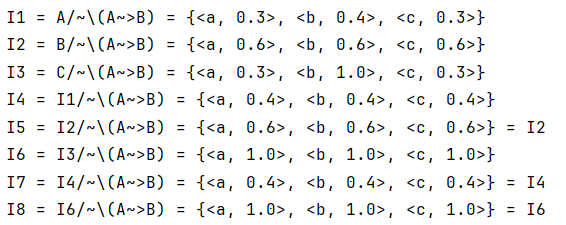 I1 = A/~\(A~>B) = {<a, 0.3>, <b, 0.4>, <c, 0.3>}
I2 = B/~\(A~>B) = {<a, 0.6>, <b, 0.6>, <c, 0.6>}
I3 = C/~\(A~>B) = {<a, 0.3>, <b, 1.0>, <c, 0.3>}
I4 = I1/~\(A~>B) = {<a, 0.4>, <b, 0.4>, <c, 0.4>}
I5 = I2/~\(A~>B) = {<a, 0.6>, <b, 0.6>, <c, 0.6>} = I2
I6 = I3/~\(A~>B) = {<a, 1.0>, <b, 1.0>, <c, 1.0>}
I7 = I4/~\(A~>B) = {<a, 0.4>, <b, 0.4>, <c, 0.4>} = I4
I8 = I6/~\(A~>B) = {<a, 1.0>, <b, 1.0>, <c, 1.0>} = I6